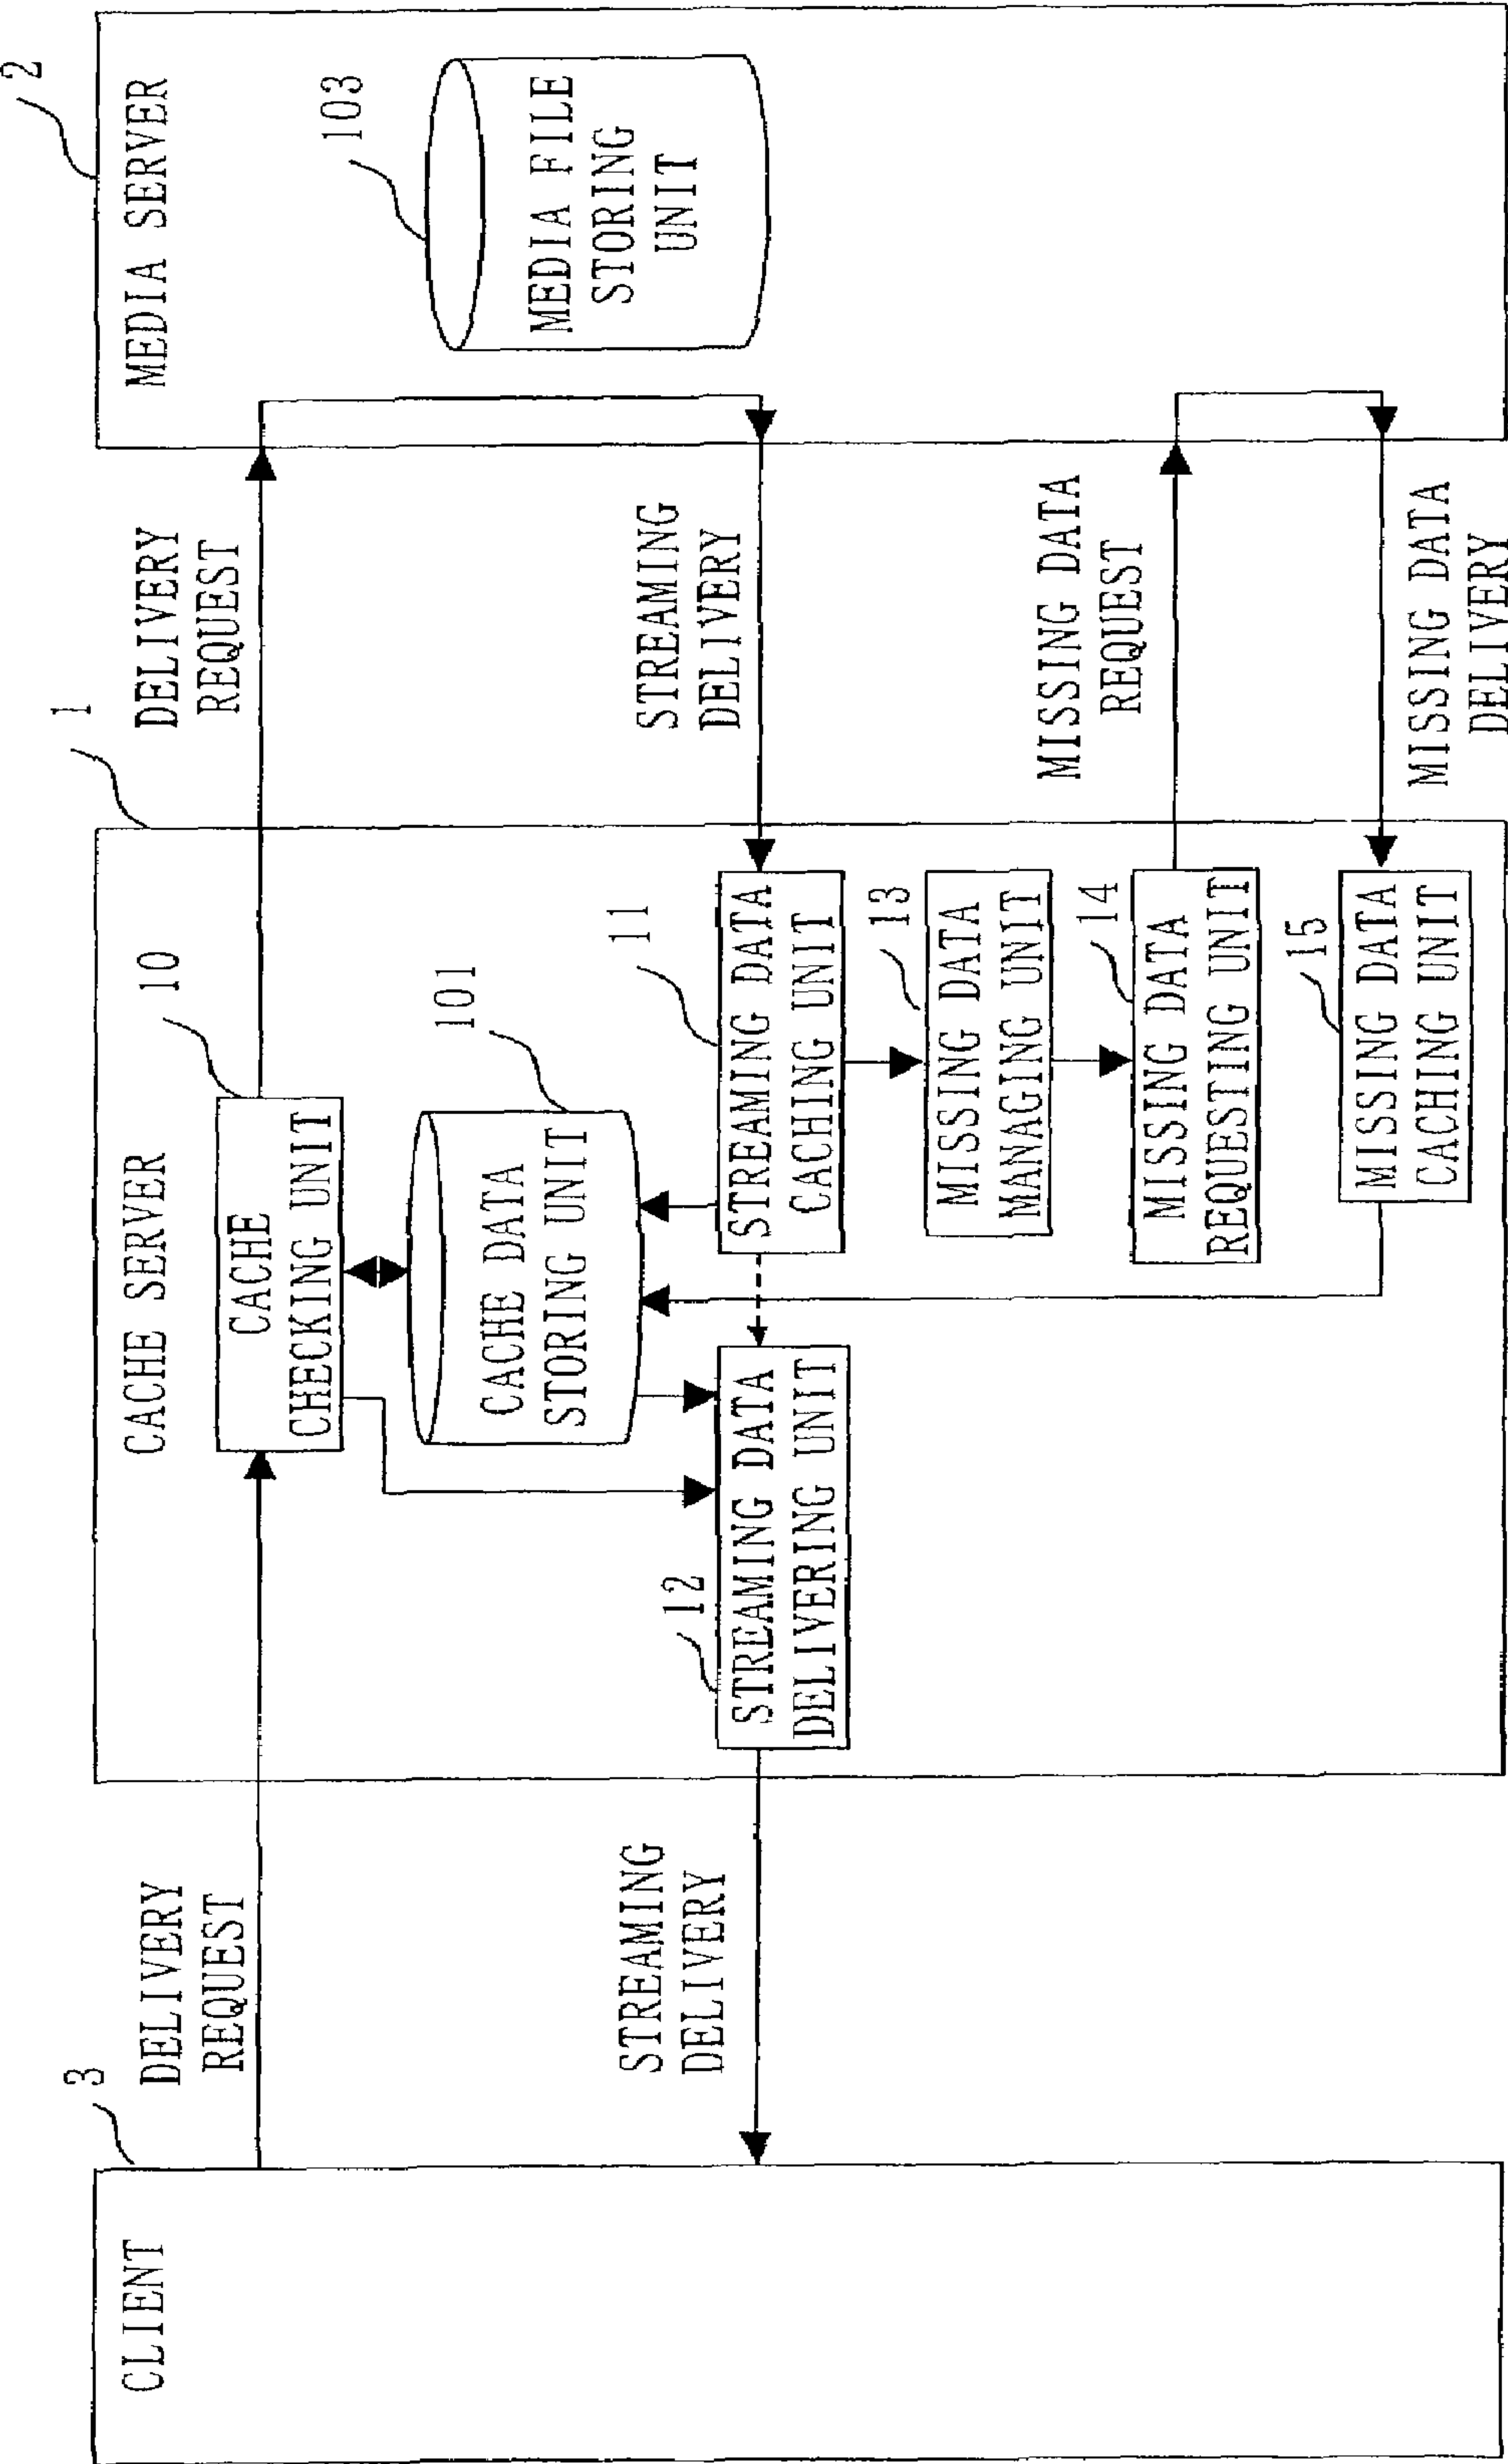 CLIENT
3
DELIVERY
REQUEST
STREAMING
DELIVERY
1
CACHE SERVER
10
CACHE
CHECKING UNIT
101
CACHE DATA
STORING UNIT
11
STREAMING DATA
CACHING UNIT
12
STREAMING DATA
DELIVERING UNIT
13
MISSING DATA
MANAGING UNIT
14
MISSING DATA
REQUESTING UNIT
15
MISSING DATA
CACHING UNIT
DELIVERY
REQUEST
STREAMING
DELIVERY
MISSING DATA
REQUEST
MISSING DATA
DELIVERY
2
MEDIA SERVER
103
MEDIA FILE
STORING
UNIT